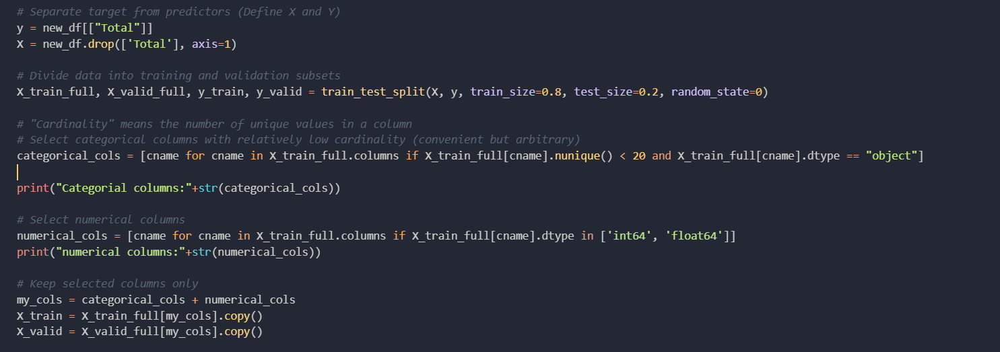 # Separate target from predictors (Define X and Y)
y = new_df[["Total"]]
X = new_df.drop(['Total'], axis=1)
# Divide data into training and validation subsets
X_train_full, X_valid_full, y_train, y_valid = train_test_split(X, y, train_size=0.8, test_size=0.2, random_state=0)
# "Cardinality" means the number of unique values in a column
# Select categorical columns with relatively low cardinality (convenient but arbitrary)
categorical_cols = [cname for cname in X_train_full.columns if X_train_full[cname].nunique() < 20 and X_train_full[cname].dtype == "object"]
print("Categorial columns:"+str(categorical_cols))
# Select numerical columns
numerical_cols = [cname for cname in X_train_full.columns if X_train_full[cname].dtype in ['int64', 'float64']]
print("numerical columns:"+str(numerical_cols))
# Keep selected columns only
my_cols = categorical_cols + numerical_cols
X_train = X_train_full[my_cols].copy()
X_valid = X_valid_full[my_cols].copy()